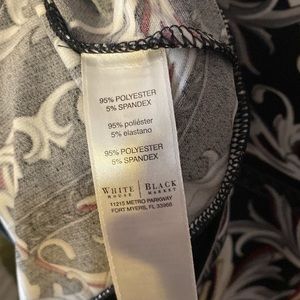 95% POLYESTER
5% SPANDEX
95% poliéster
5% elastano
95% POLYESTER
5% SPANDEX
WHITE HOUSE | BLACK MARKET
11215 METRO PARKWAY
FORT MYERS, FL 33966